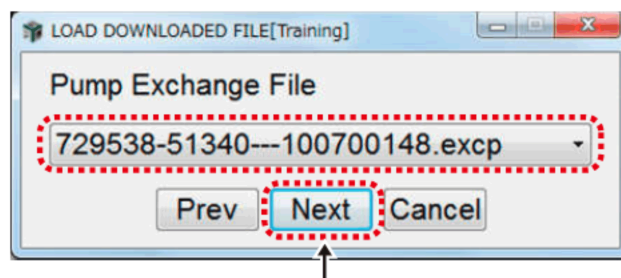 LOAD DOWNLOADED FILE[Training]
Pump Exchange File
729538-51340---100700148.excp
Prev Next Cancel